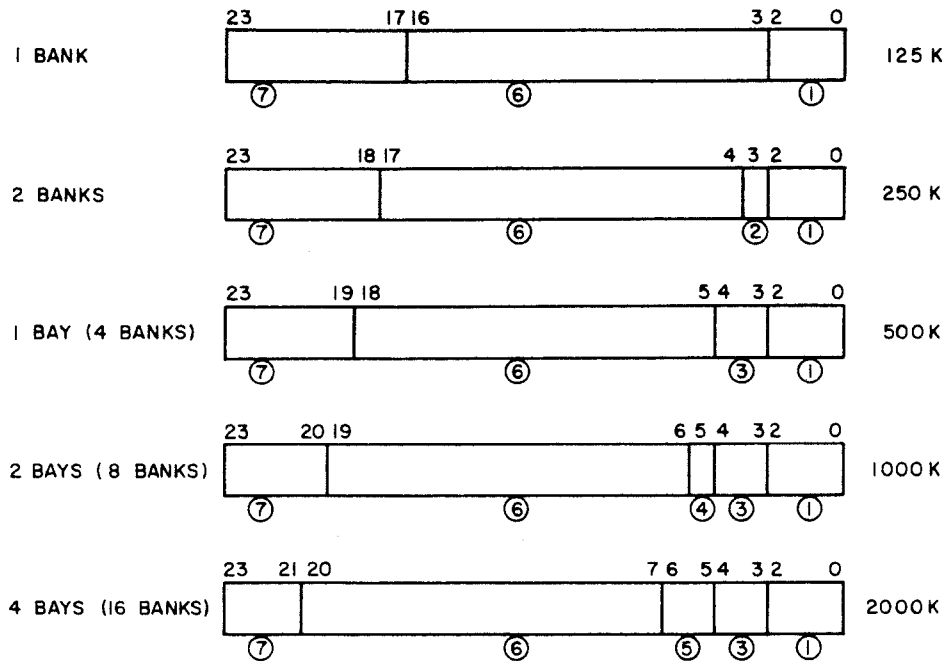 23 17 16 3 2 0
1 BANK 125 K
⑦ ⑥ ①
23 18 17 4 3 2 0
2 BANKS 250 K
⑦ ⑥ ② ①
23 19 18 5 4 3 2 0
1 BAY (4 BANKS) 500 K
⑦ ⑥ ③ ①
23 20 19 6 5 4 3 2 0
2 BAYS (8 BANKS) 1000 K
⑦ ⑥ ④ ③ ①
23 21 20 7 6 5 4 3 2 0
4 BAYS (16 BANKS) 2000 K
⑦ ⑥ ⑤ ③ ①